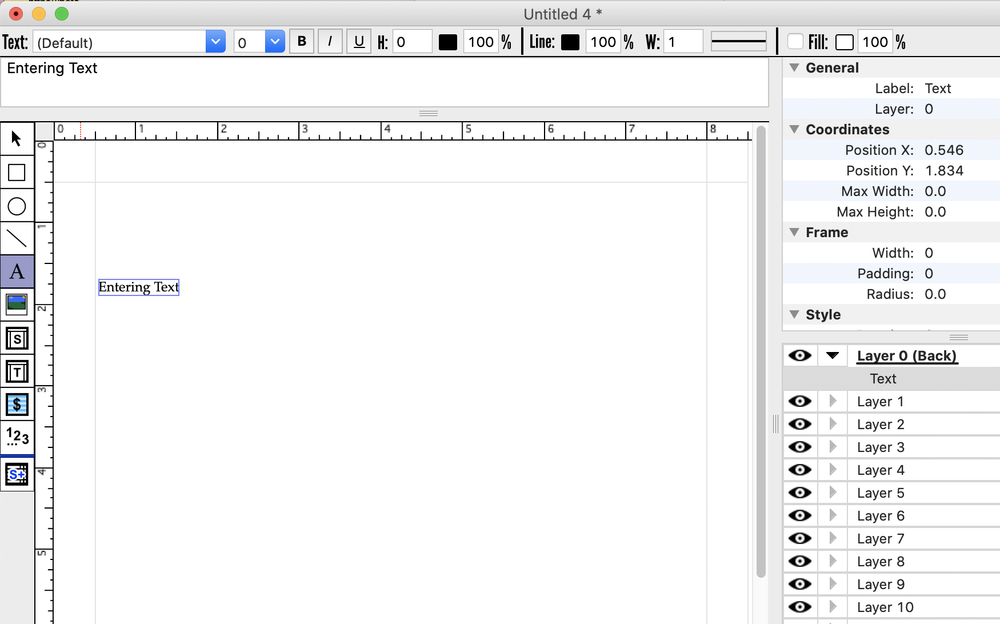 Untitled 4 *
Text: (Default) 0 B I U H: 0 100 % Line: 100 % W: 1 Fill: 100 %
Entering Text
0 1 2 3 4 5 6 7 8
0
1
2
3
4
5
Entering Text
A
S
T
$
123
S+
General
Label: Text
Layer: 0
Coordinates
Position X: 0.546
Position Y: 1.834
Max Width: 0.0
Max Height: 0.0
Frame
Width: 0
Padding: 0
Radius: 0.0
Style
Layer 0 (Back)
Text
Layer 1
Layer 2
Layer 3
Layer 4
Layer 5
Layer 6
Layer 7
Layer 8
Layer 9
Layer 10